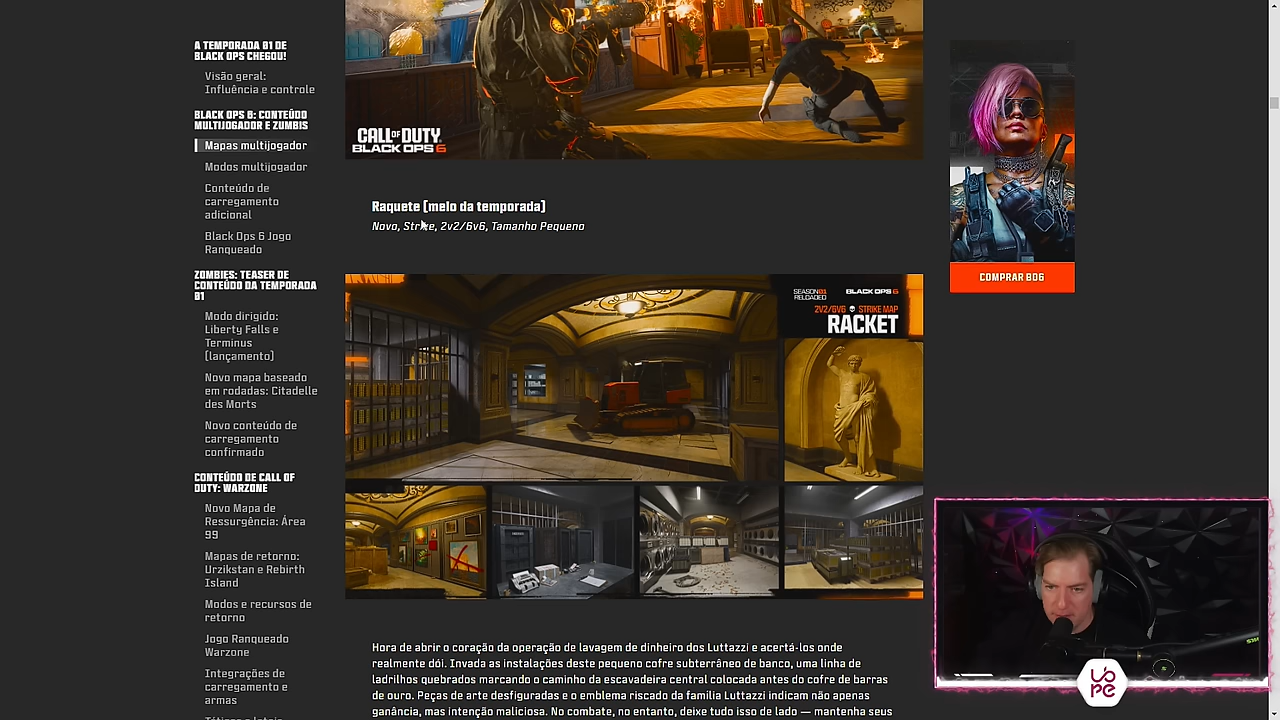 A TEMPORADA 01 DE
BLACK OPS CHEGOU!
Visão geral:
Influência e controle
BLACK OPS 6: CONTEÚDO
MULTIJOGADOR E ZUMBIS
Mapas multijogador
Modos multijogador
Conteúdo de
carregamento
adicional
Black Ops 6 Jogo
Ranqueado
ZOMBIES: TEASER DE
CONTEÚDO DA TEMPORADA
01
Modo dirigido:
Liberty Falls e
Terminus
(lançamento)
Novo mapa baseado
em rodadas: Citadelle
des Morts
Novo conteúdo de
carregamento
confirmado
CONTEÚDO DE CALL OF
DUTY: WARZONE
Novo Mapa de
Ressurgência: Área
99
Mapas de retorno:
Urzikstan e Rebirth
Island
Modos e recursos de
retorno
Jogo Ranqueado
Warzone
Integrações de
carregamento e
armas
CALL OF DUTY
BLACK OPS 6
Raquete (meio da temporada)
Novo, Strike, 2v2/6v6, Tamanho Pequeno
SEASON 01
RELOADED
BLACK OPS 6
2V2/6V6 STRIKE MAP
RACKET
Hora de abrir o coração da operação de lavagem de dinheiro dos Luttazzi e acertá-los onde
realmente dói. Invada as instalações deste pequeno cofre subterrâneo de banco, uma linha de
ladrilhos quebrados marcando o caminho da escavadeira central colocada antes do cofre de barras
de ouro. Peças de arte desfiguradas e o emblema riscado da família Luttazzi indicam não apenas
ganância, mas intenção maliciosa. No combate, no entanto, deixe tudo isso de lado — mantenha seus
COMPRAR BO6